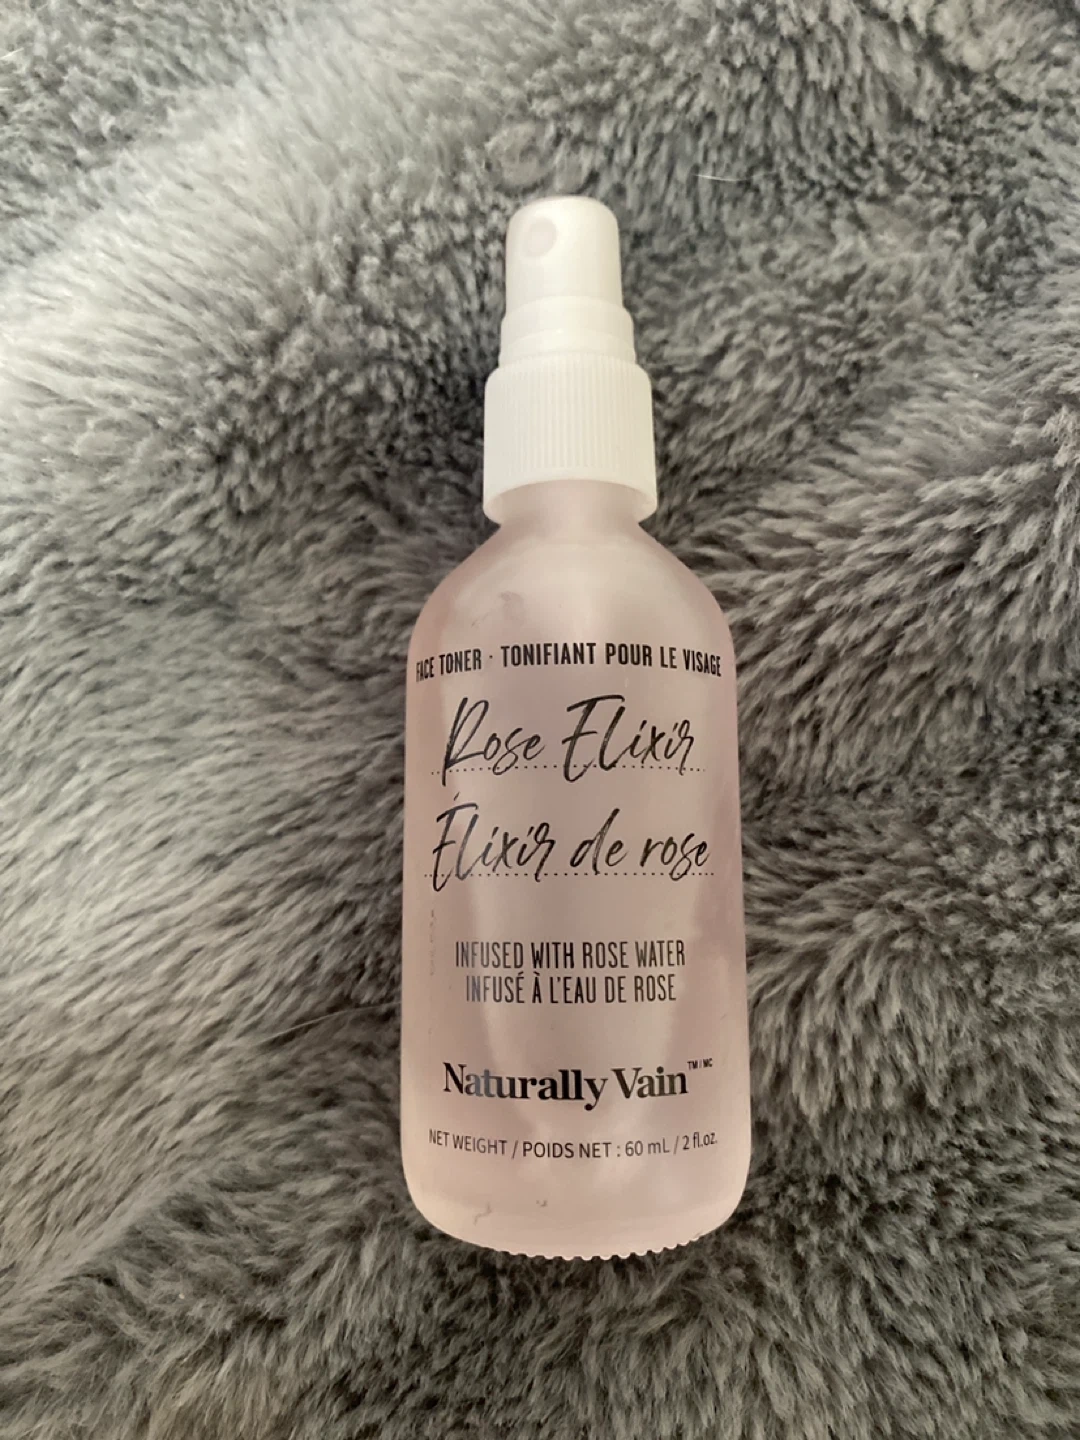 FACE TONER · TONIFIANT POUR LE VISAGE
Rose Elixir
Élixir de rose
INFUSED WITH ROSE WATER
INFUSÉ À L'EAU DE ROSE
Naturally Vain™/MC
NET WEIGHT / POIDS NET : 60 mL / 2 fl.oz.